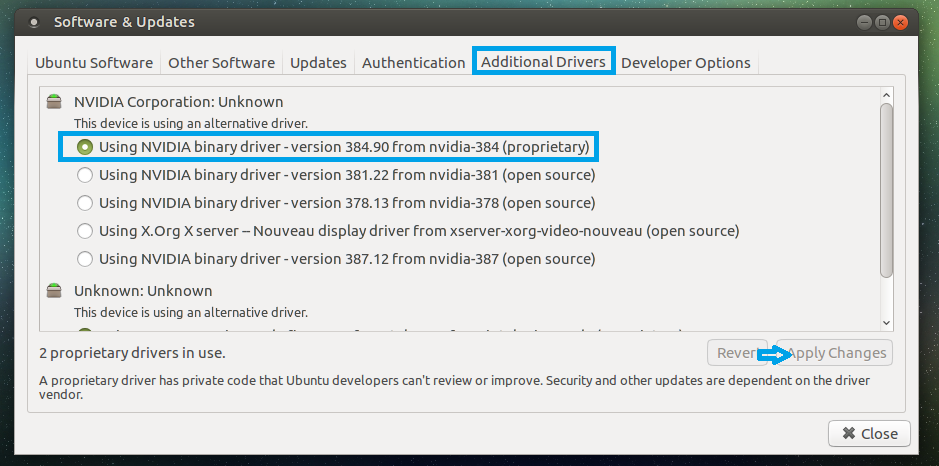 Software & Updates
Ubuntu Software Other Software Updates Authentication Additional Drivers Developer Options
NVIDIA Corporation: Unknown
This device is using an alternative driver.
Using NVIDIA binary driver - version 384.90 from nvidia-384 (proprietary)
Using NVIDIA binary driver - version 381.22 from nvidia-381 (open source)
Using NVIDIA binary driver - version 378.13 from nvidia-378 (open source)
Using X.Org X server -- Nouveau display driver from xserver-xorg-video-nouveau (open source)
Using NVIDIA binary driver - version 387.12 from nvidia-387 (open source)
Unknown: Unknown
This device is using an alternative driver.
2 proprietary drivers in use.
Revert Apply Changes
A proprietary driver has private code that Ubuntu developers can't review or improve. Security and other updates are dependent on the driver
vendor.
Close